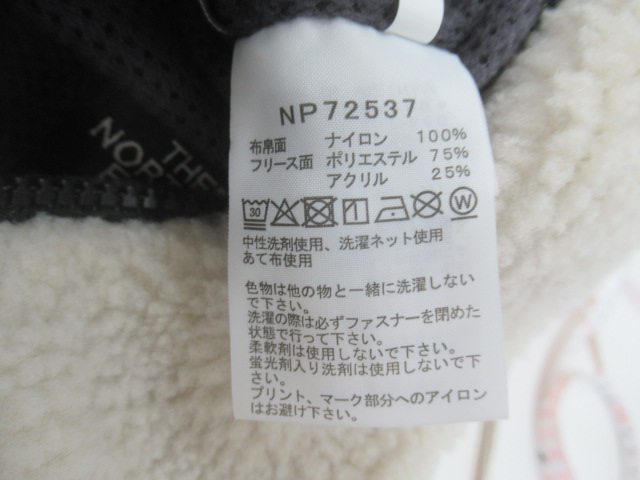 THE
NOR
NP72537
布帛面 ナイロン 100%
フリース面 ポリエステル 75%
アクリル 25%
30 W
中性洗剤使用、洗濯ネット使用
あて布使用
色物は他の物と一緒に洗濯しない
で下さい。
洗濯の際は必ずファスナーを閉めた
状態で行って下さい。
柔軟剤は使用しないで下さい。
蛍光剤入り洗剤は使用しないで下
さい。
プリント、マーク部分へのアイロン
はお避け下さい。